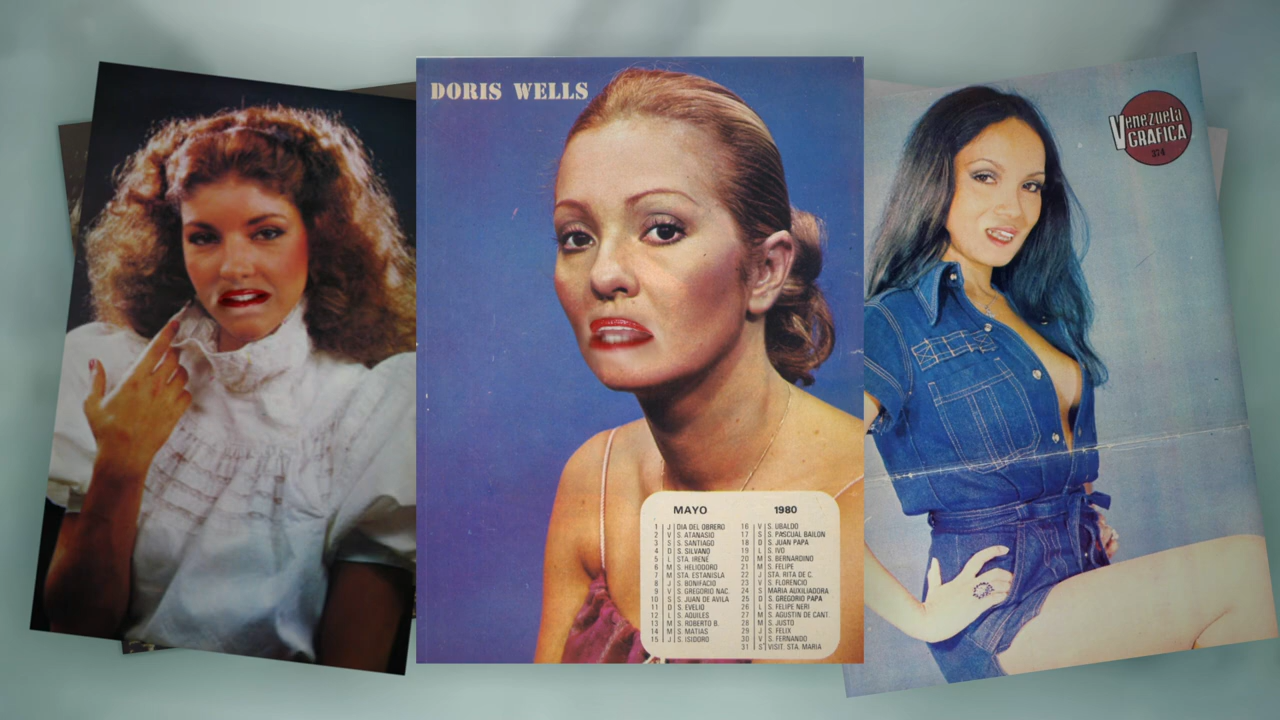 DORIS WELLS
Venezuela
GRAFICA
374
MAYO 1980
1 J DIA DEL OBRERO
2 V S. ATANASIO
3 S S. SANTIAGO
4 D S. SILVANO
5 L STA. IRENE
6 M S. HELIODORO
7 M STA. ESTANISLA
8 J S. BONIFACIO
9 V S. GREGORIO NAC.
10 S S. JUAN DE AVILA
11 D S. EVELIO
12 L S. AQUILES
13 M S. ROBERTO B.
14 M S. MATIAS
15 J S. ISIDORO
16 V S. UBALDO
17 S S. PASCUAL BAILON
18 D S. JUAN PAPA
19 L S. IVO
20 M S. BERNARDINO
21 M S. FELIPE
22 J STA. RITA DE C.
23 V S. FLORENCIO
24 S MARIA AUXILIADORA
25 D S. GREGORIO PAPA
26 L S. FELIPE NERI
27 M S. AGUSTIN DE CANT.
28 M S. JUSTO
29 J S. FELIX
30 V S. FERNANDO
31 S VISIT. STA. MARIA